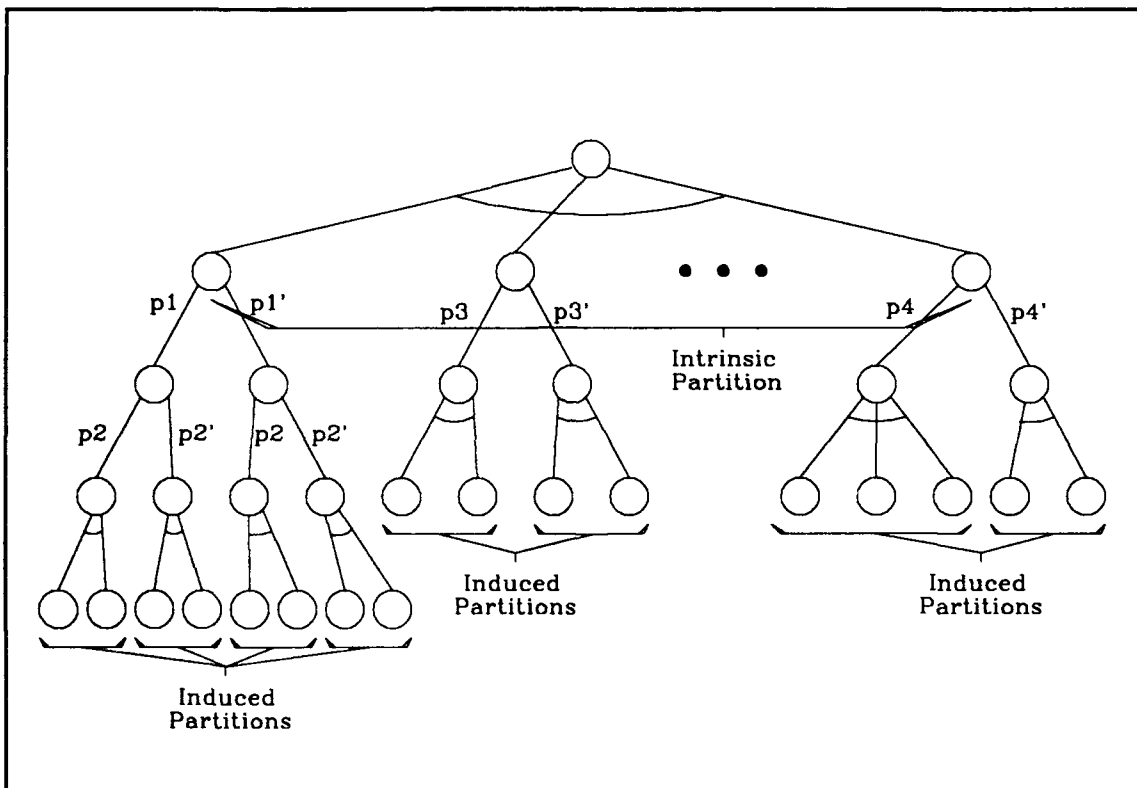 p1 p1' p3 p3' p4 p4'
Intrinsic
Partition
p2 p2' p2 p2'
Induced
Partitions
Induced
Partitions
Induced
Partitions